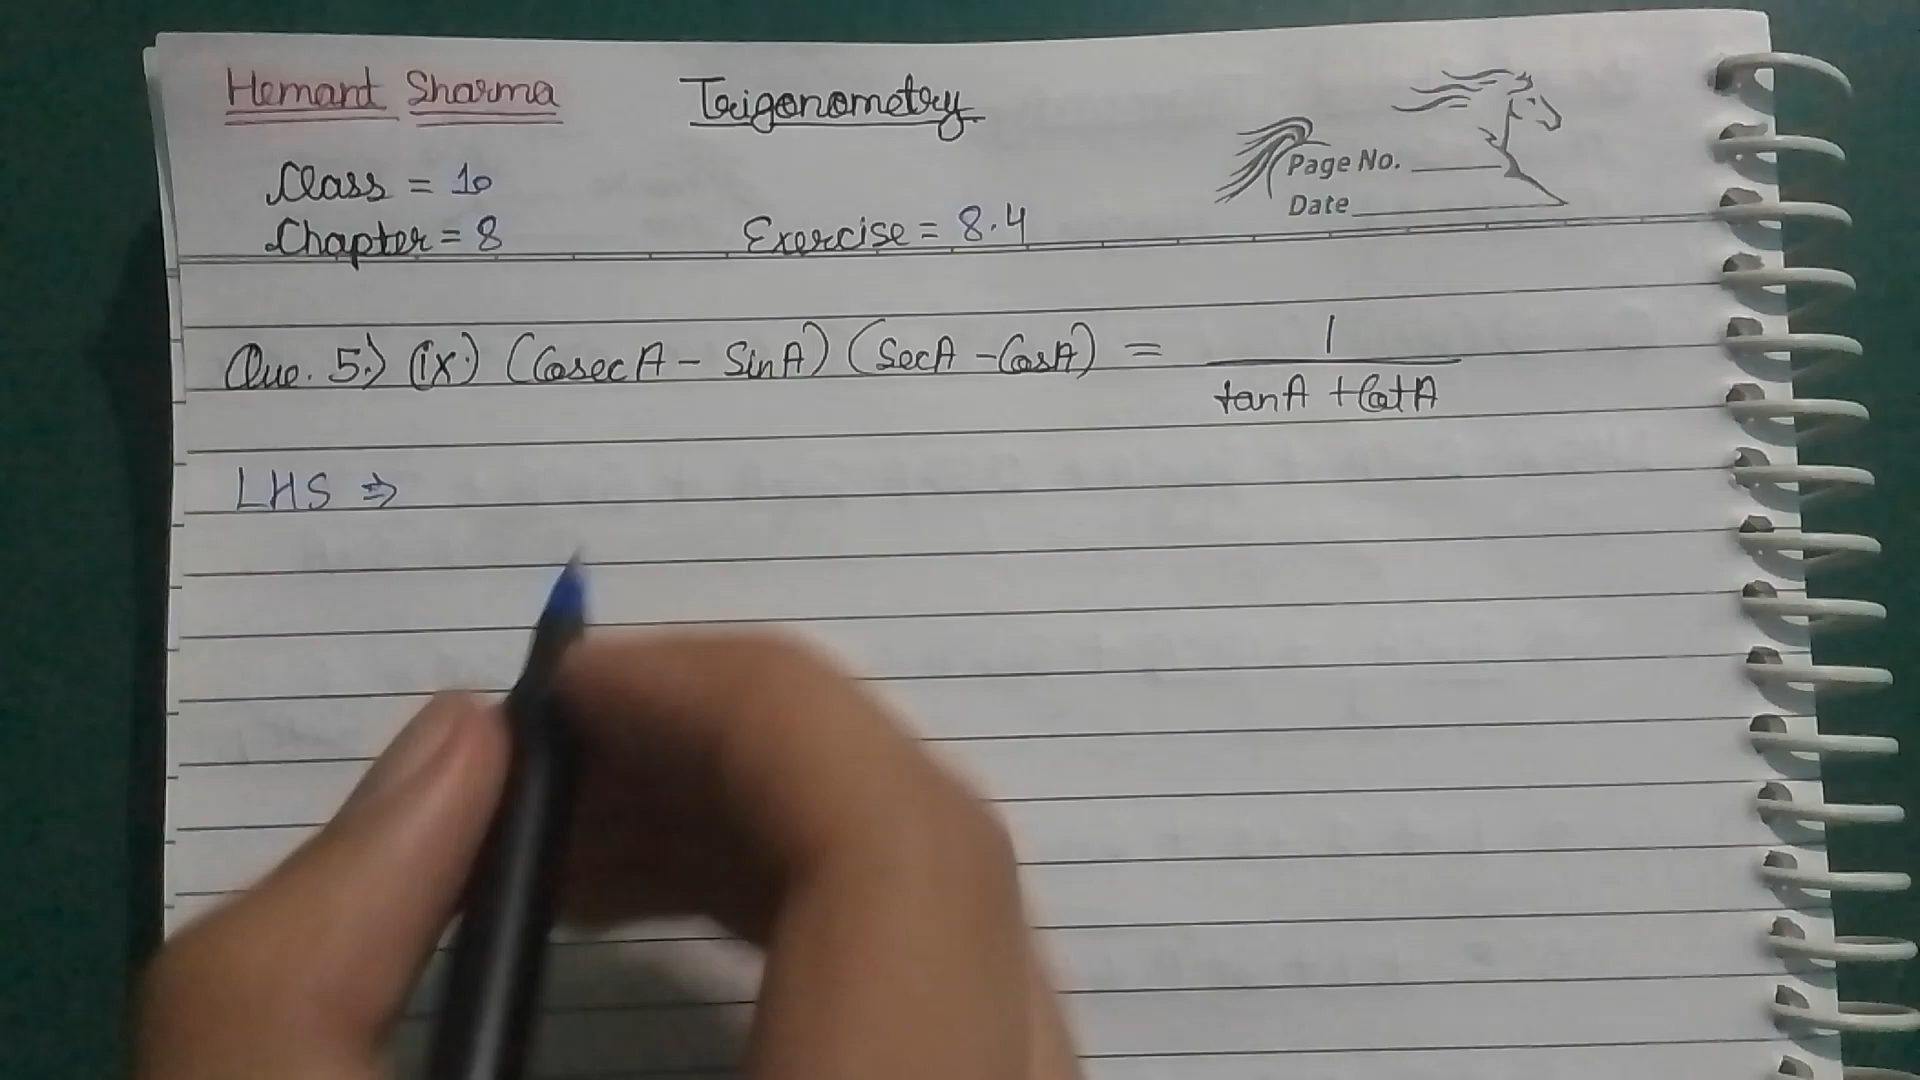 Hemant Sharma Trigonometry
Class = 10
Page No.
Date
Chapter = 8 Exercise = 8.4
Que. 5.) (ix.) (CosecA - SinA) (SecA - CosA) = 1 / tanA + CotA
LHS ⇒